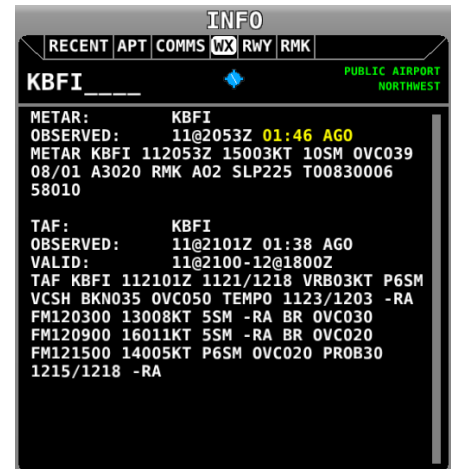 INFO
RECENT APT COMMS WX RWY RMK
KBFI____
PUBLIC AIRPORT
NORTHWEST
METAR: KBFI
OBSERVED: 11@2053Z 01:46 AGO
METAR KBFI 112053Z 15003KT 10SM OVC039
08/01 A3020 RMK AO2 SLP225 T00830006
58010
TAF: KBFI
OBSERVED: 11@2101Z 01:38 AGO
VALID: 11@2100-12@1800Z
TAF KBFI 112101Z 1121/1218 VRB03KT P6SM
VCSH BKN035 OVC050 TEMPO 1123/1203 -RA
FM120300 13008KT 5SM -RA BR OVC030
FM120900 16011KT 5SM -RA BR OVC020
FM121500 14005KT P6SM OVC020 PROB30
1215/1218 -RA